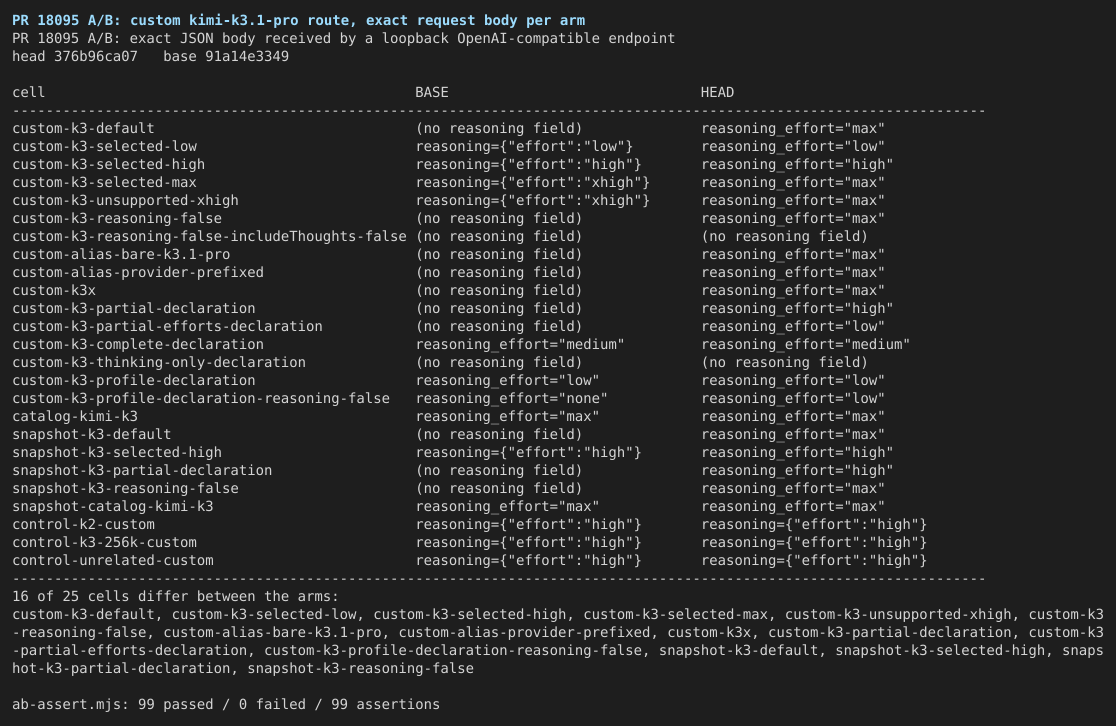 PR 18095 A/B: custom kimi-k3.1-pro route, exact request body per arm
PR 18095 A/B: exact JSON body received by a loopback OpenAI-compatible endpoint
head 376b96ca07   base 91a14e3349
cell                                             BASE                               HEAD
----------------------------------------------------------------------------------------------------------------------
custom-k3-default                                (no reasoning field)               reasoning_effort="max"
custom-k3-selected-low                           reasoning={"effort":"low"}         reasoning_effort="low"
custom-k3-selected-high                          reasoning={"effort":"high"}        reasoning_effort="high"
custom-k3-selected-max                           reasoning={"effort":"xhigh"}       reasoning_effort="max"
custom-k3-unsupported-xhigh                      reasoning={"effort":"xhigh"}       reasoning_effort="max"
custom-k3-reasoning-false                        (no reasoning field)               reasoning_effort="max"
custom-k3-reasoning-false-includeThoughts-false (no reasoning field)               (no reasoning field)
custom-alias-bare-k3.1-pro                       (no reasoning field)               reasoning_effort="max"
custom-alias-provider-prefixed                   (no reasoning field)               reasoning_effort="max"
custom-k3x                                       (no reasoning field)               reasoning_effort="max"
custom-k3-partial-declaration                    (no reasoning field)               reasoning_effort="high"
custom-k3-partial-efforts-declaration            (no reasoning field)               reasoning_effort="low"
custom-k3-complete-declaration                   reasoning_effort="medium"          reasoning_effort="medium"
custom-k3-thinking-only-declaration              (no reasoning field)               (no reasoning field)
custom-k3-profile-declaration                    reasoning_effort="low"             reasoning_effort="low"
custom-k3-profile-declaration-reasoning-false    reasoning_effort="none"            reasoning_effort="low"
catalog-kimi-k3                                  reasoning_effort="max"             reasoning_effort="max"
snapshot-k3-default                              (no reasoning field)               reasoning_effort="max"
snapshot-k3-selected-high                        reasoning={"effort":"high"}        reasoning_effort="high"
snapshot-k3-partial-declaration                  (no reasoning field)               reasoning_effort="high"
snapshot-k3-reasoning-false                      (no reasoning field)               reasoning_effort="max"
snapshot-catalog-kimi-k3                         reasoning_effort="max"             reasoning_effort="max"
control-k2-custom                                reasoning={"effort":"high"}        reasoning={"effort":"high"}
control-k3-256k-custom                           reasoning={"effort":"high"}        reasoning={"effort":"high"}
control-unrelated-custom                         reasoning={"effort":"high"}        reasoning={"effort":"high"}
----------------------------------------------------------------------------------------------------------------------
16 of 25 cells differ between the arms:
custom-k3-default, custom-k3-selected-low, custom-k3-selected-high, custom-k3-selected-max, custom-k3-unsupported-xhigh, custom-k3
-reasoning-false, custom-alias-bare-k3.1-pro, custom-alias-provider-prefixed, custom-k3x, custom-k3-partial-declaration, custom-k3
-partial-efforts-declaration, custom-k3-profile-declaration-reasoning-false, snapshot-k3-default, snapshot-k3-selected-high, snaps
hot-k3-partial-declaration, snapshot-k3-reasoning-false
ab-assert.mjs: 99 passed / 0 failed / 99 assertions